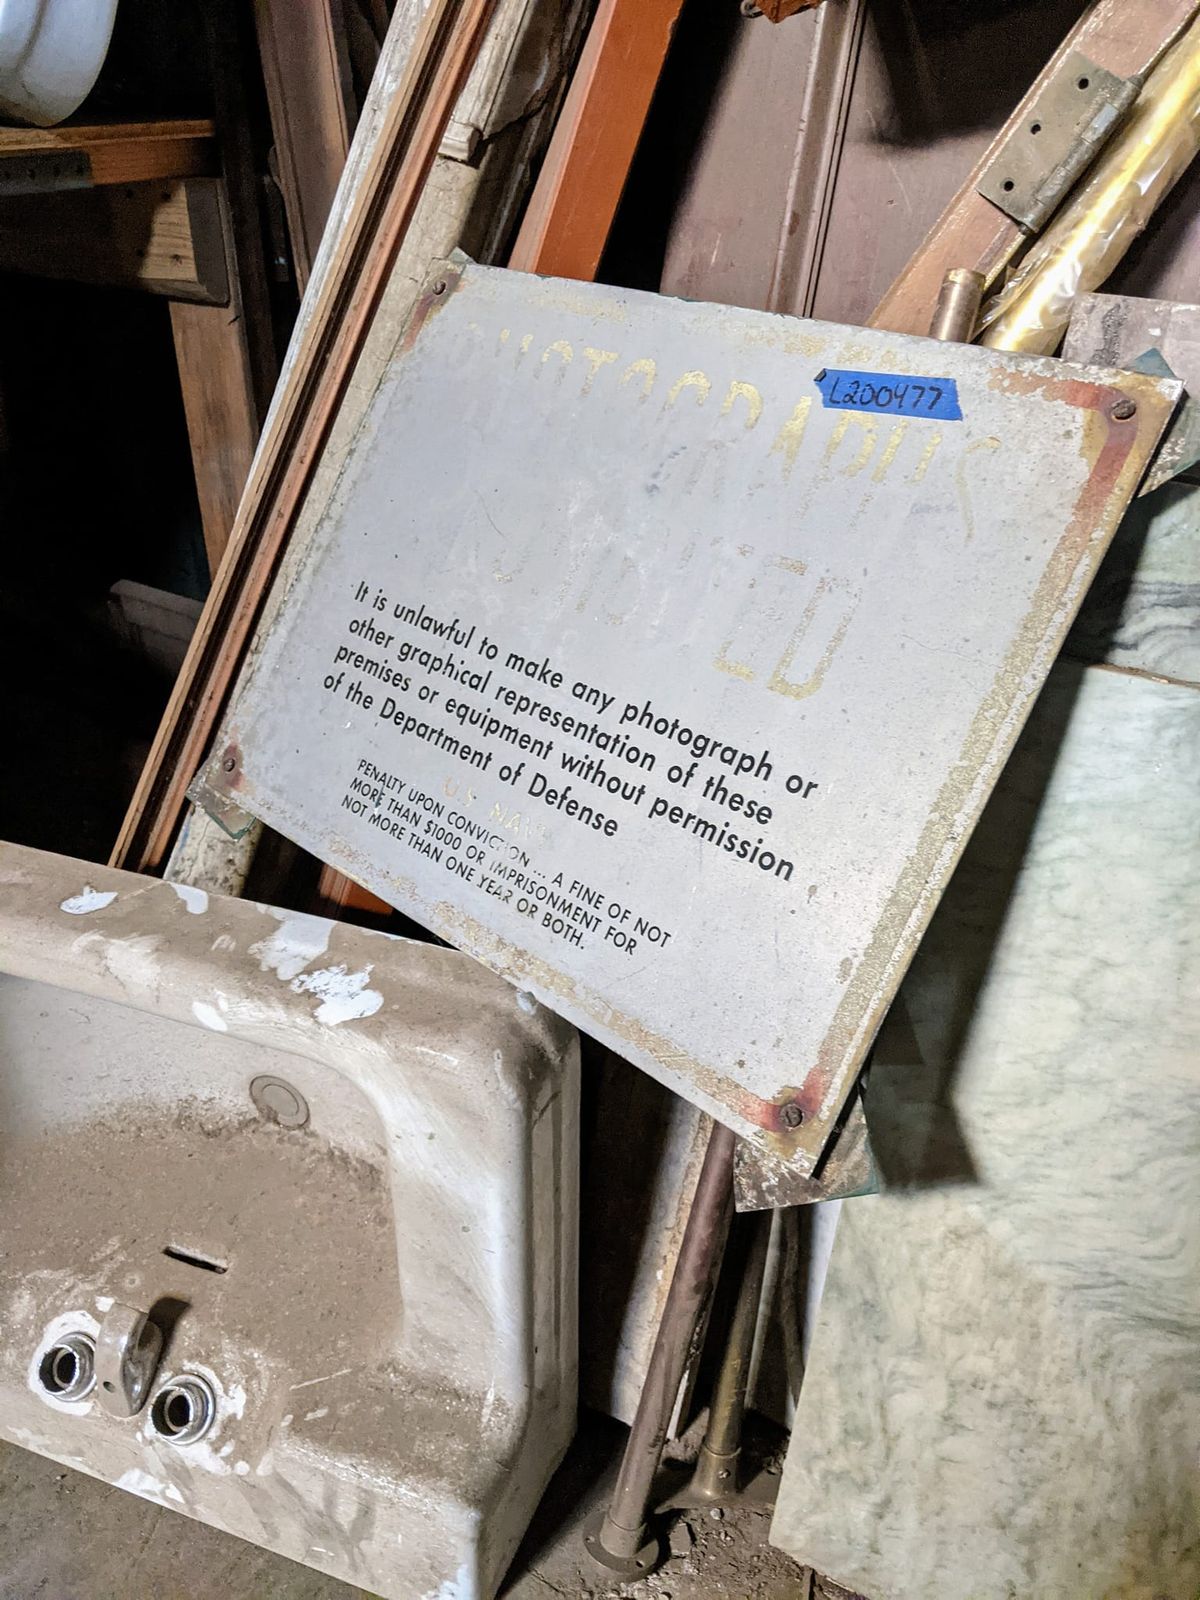 PHOTOGRAPHS
L200477
It is unlawful to make any photograph or
other graphical representation of these
premises or equipment without permission
of the Department of Defense
U.S. NAVY
PENALTY UPON CONVICTION ... A FINE OF NOT
MORE THAN $1000 OR IMPRISONMENT FOR
NOT MORE THAN ONE YEAR OR BOTH.